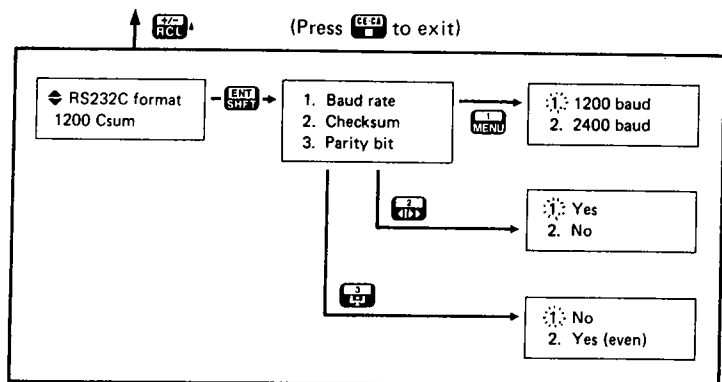 +/-
RCL
(Press CE·CA to exit)
RS232C format
1200 Csum
ENT
SHFT
1. Baud rate
2. Checksum
3. Parity bit
1
MENU
1. 1200 baud
2. 2400 baud
2
1. Yes
2. No
3
1. No
2. Yes (even)